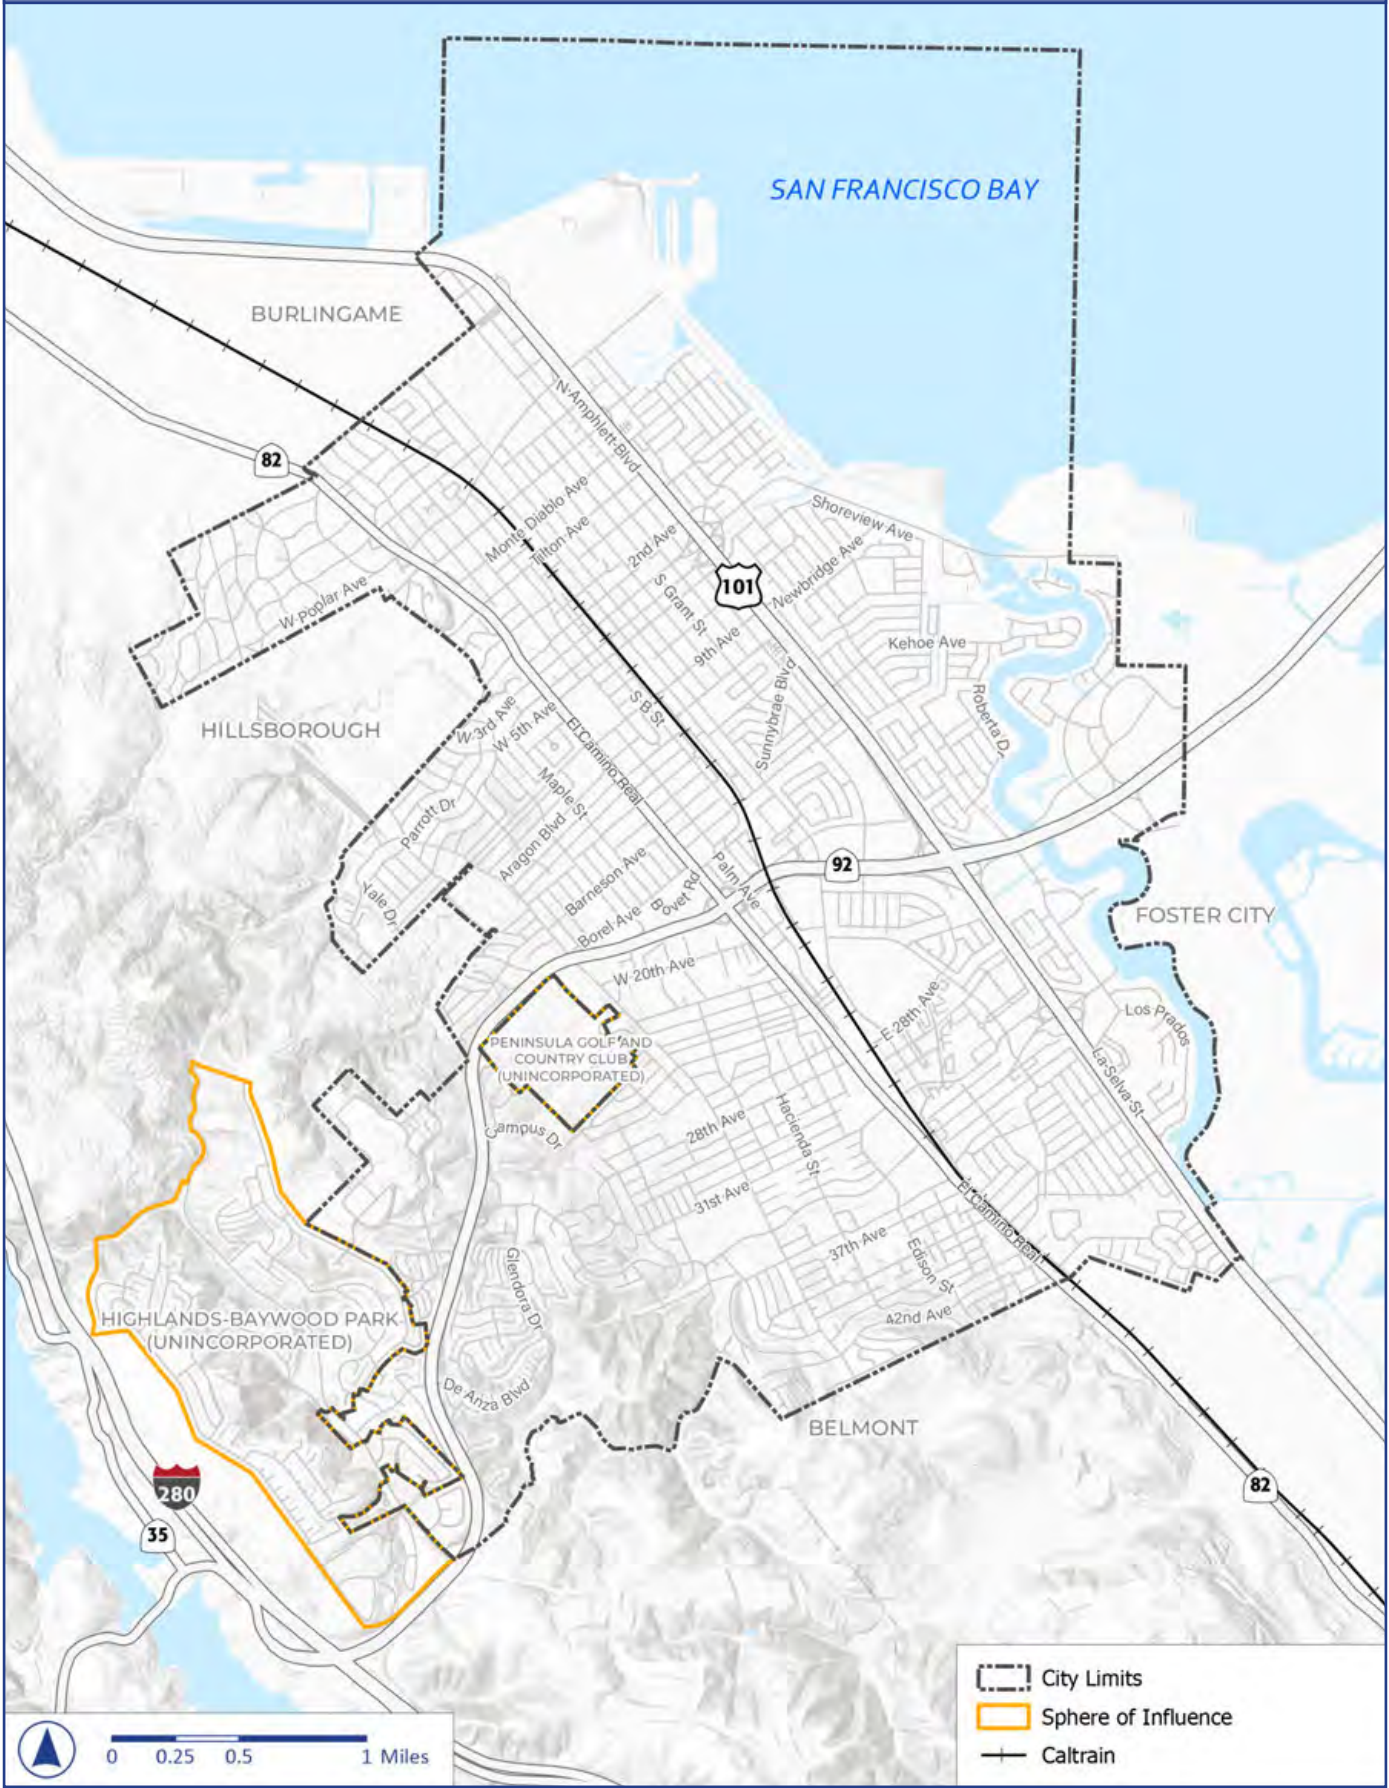 SAN FRANCISCO BAY
BURLINGAME
N Amphlett Blvd
82
Monte Diablo Ave
Tilton Ave
2nd Ave
Shoreview Ave
101
Newbridge Ave
S Grant St
W Poplar Ave
9th Ave
Kehoe Ave
Sunnybrae Blvd
Roberta Dr
HILLSBOROUGH
W 3rd Ave
W 5th Ave
S B St
El Camino Real
Maple St
Parrott Dr
Aragon Blvd
Barneson Ave
Bovet Rd
Palm Ave
92
Yale Dr
Borel Ave
FOSTER CITY
W 20th Ave
E 28th Ave
Los Prados
PENINSULA GOLF AND
COUNTRY CLUB
(UNINCORPORATED)
La Selva St
Campus Dr
28th Ave
Hacienda St
31st Ave
El Camino Real
37th Ave
Edison St
Glendora Dr
42nd Ave
HIGHLANDS-BAYWOOD PARK
(UNINCORPORATED)
De Anza Blvd
BELMONT
280
82
35
City Limits
Sphere of Influence
Caltrain
0 0.25 0.5 1 Miles